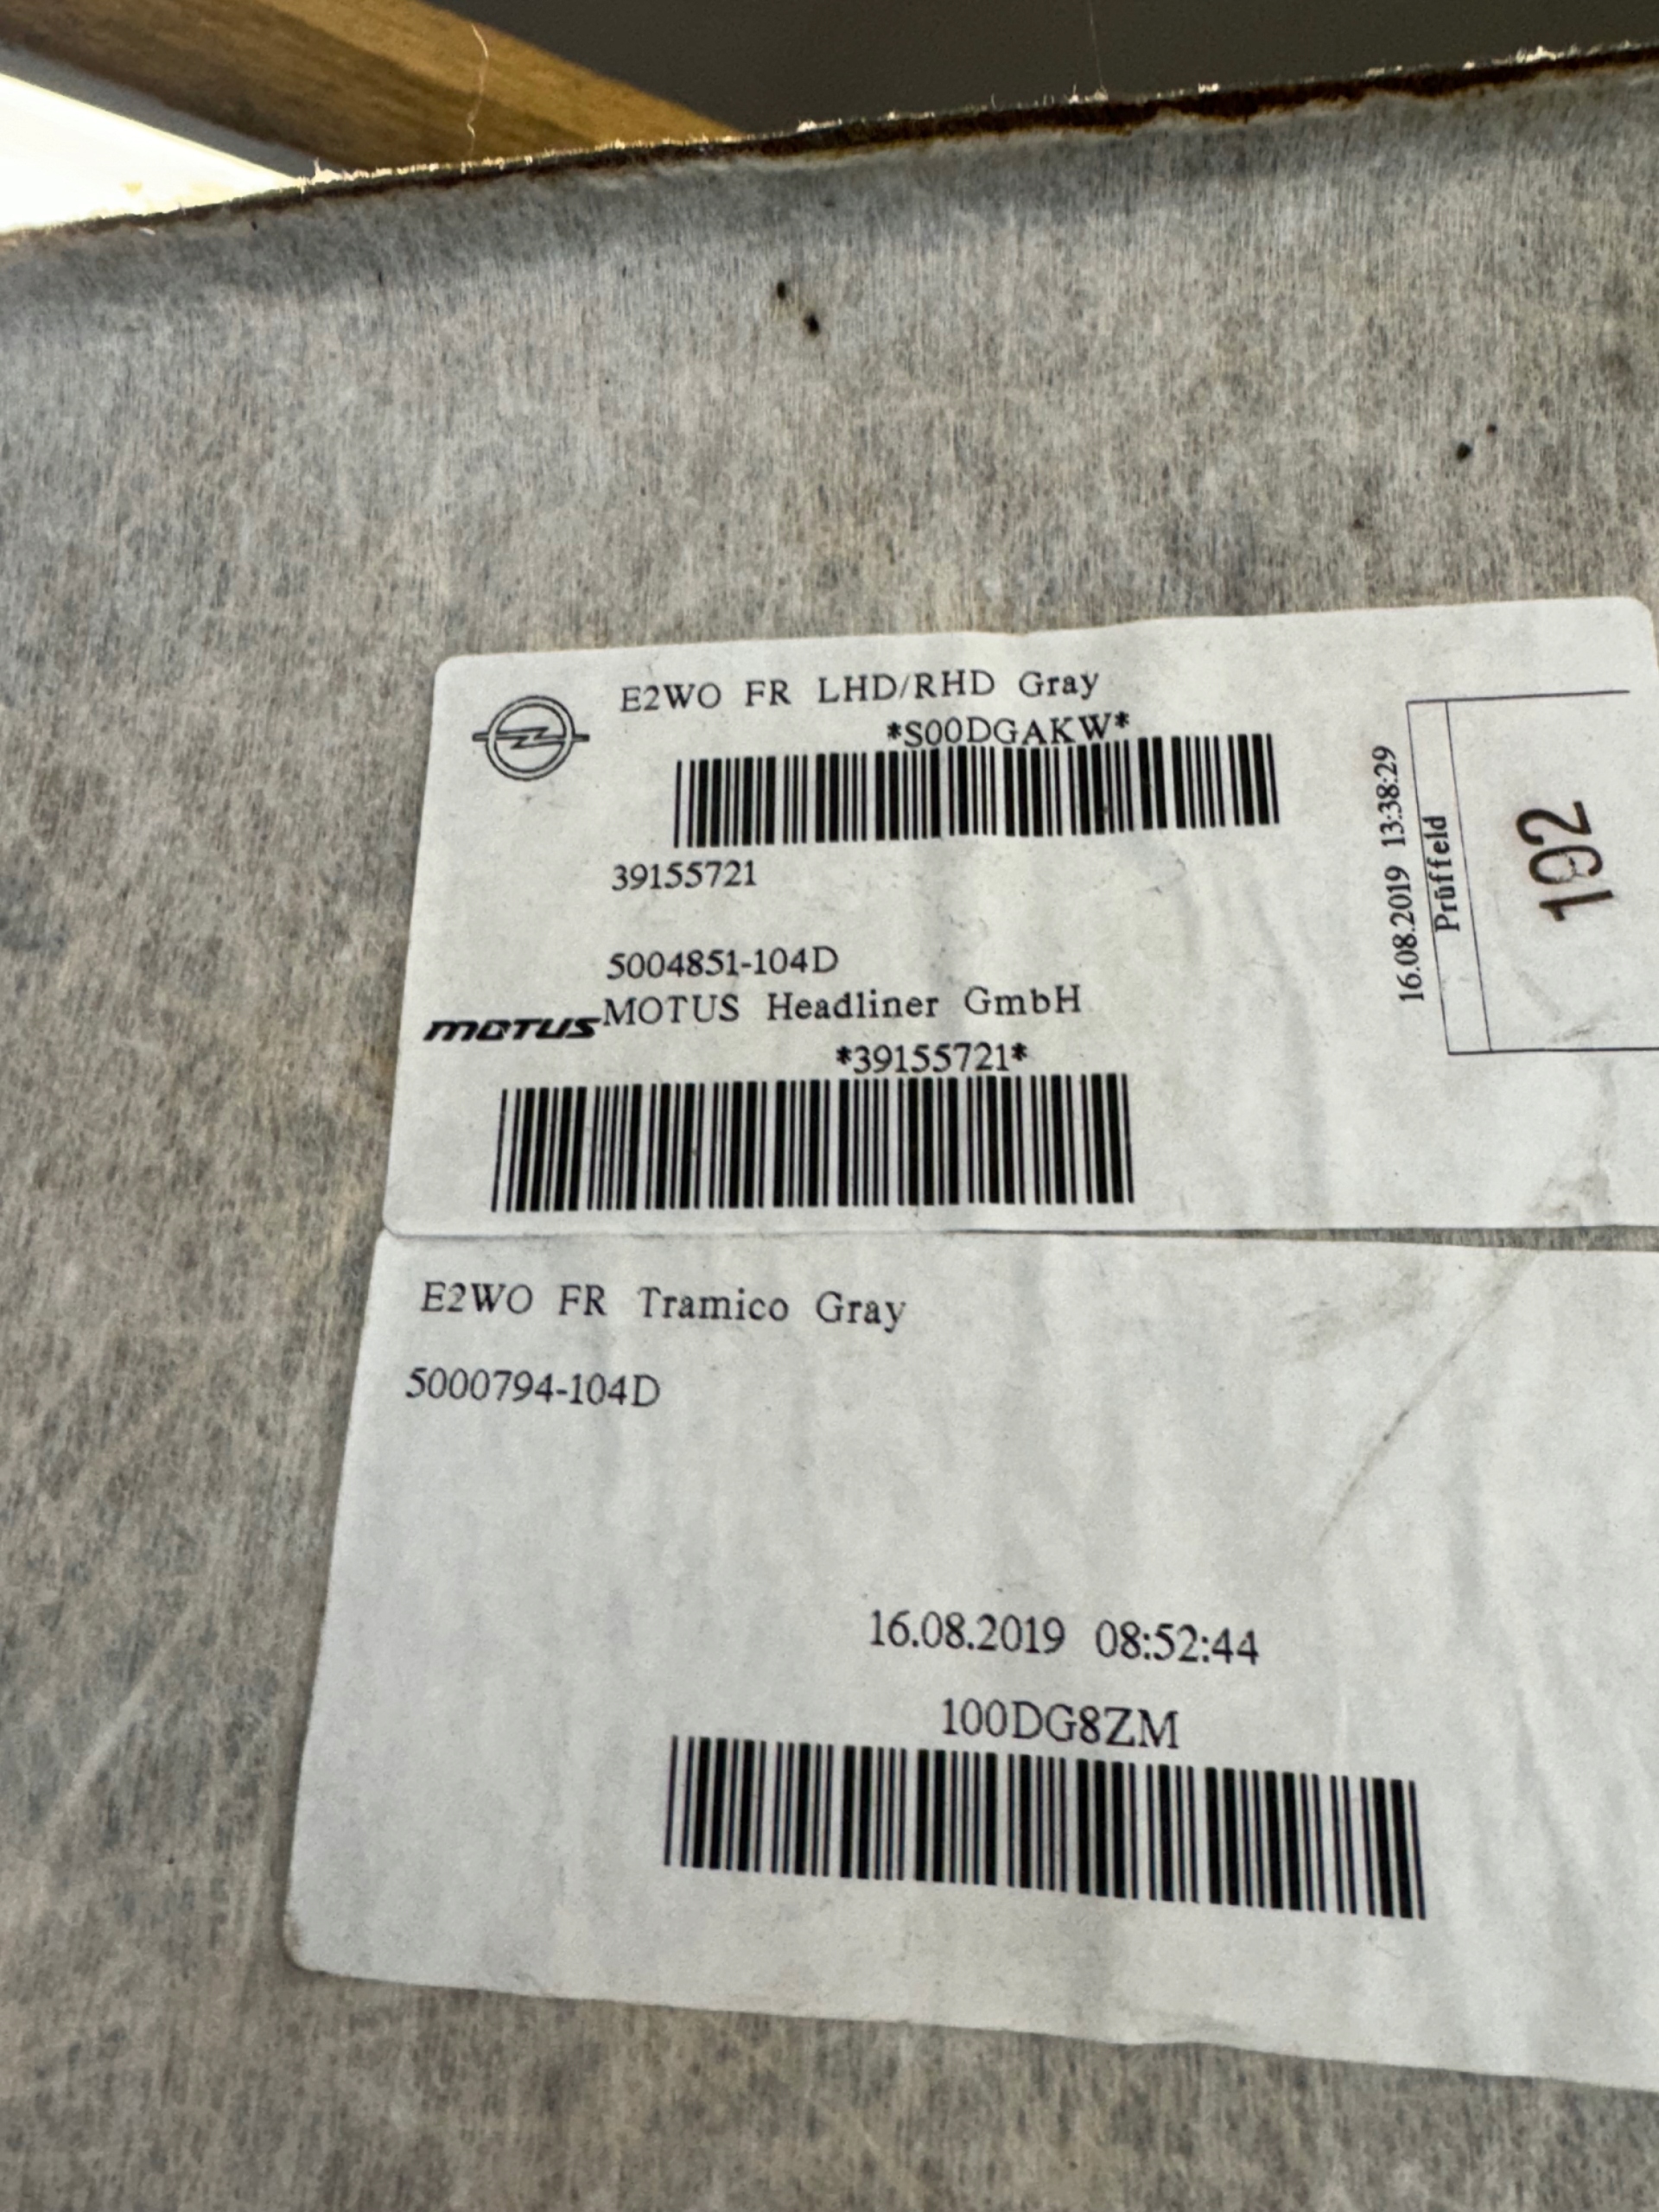 E2WO FR LHD/RHD Gray
*S00DGAKW*
39155721
5004851-104D
MOTUS MOTUS Headliner GmbH
*39155721*
16.08.2019 13:38:29
Prüffeld
102
E2WO FR Tramico Gray
5000794-104D
16.08.2019 08:52:44
100DG8ZM